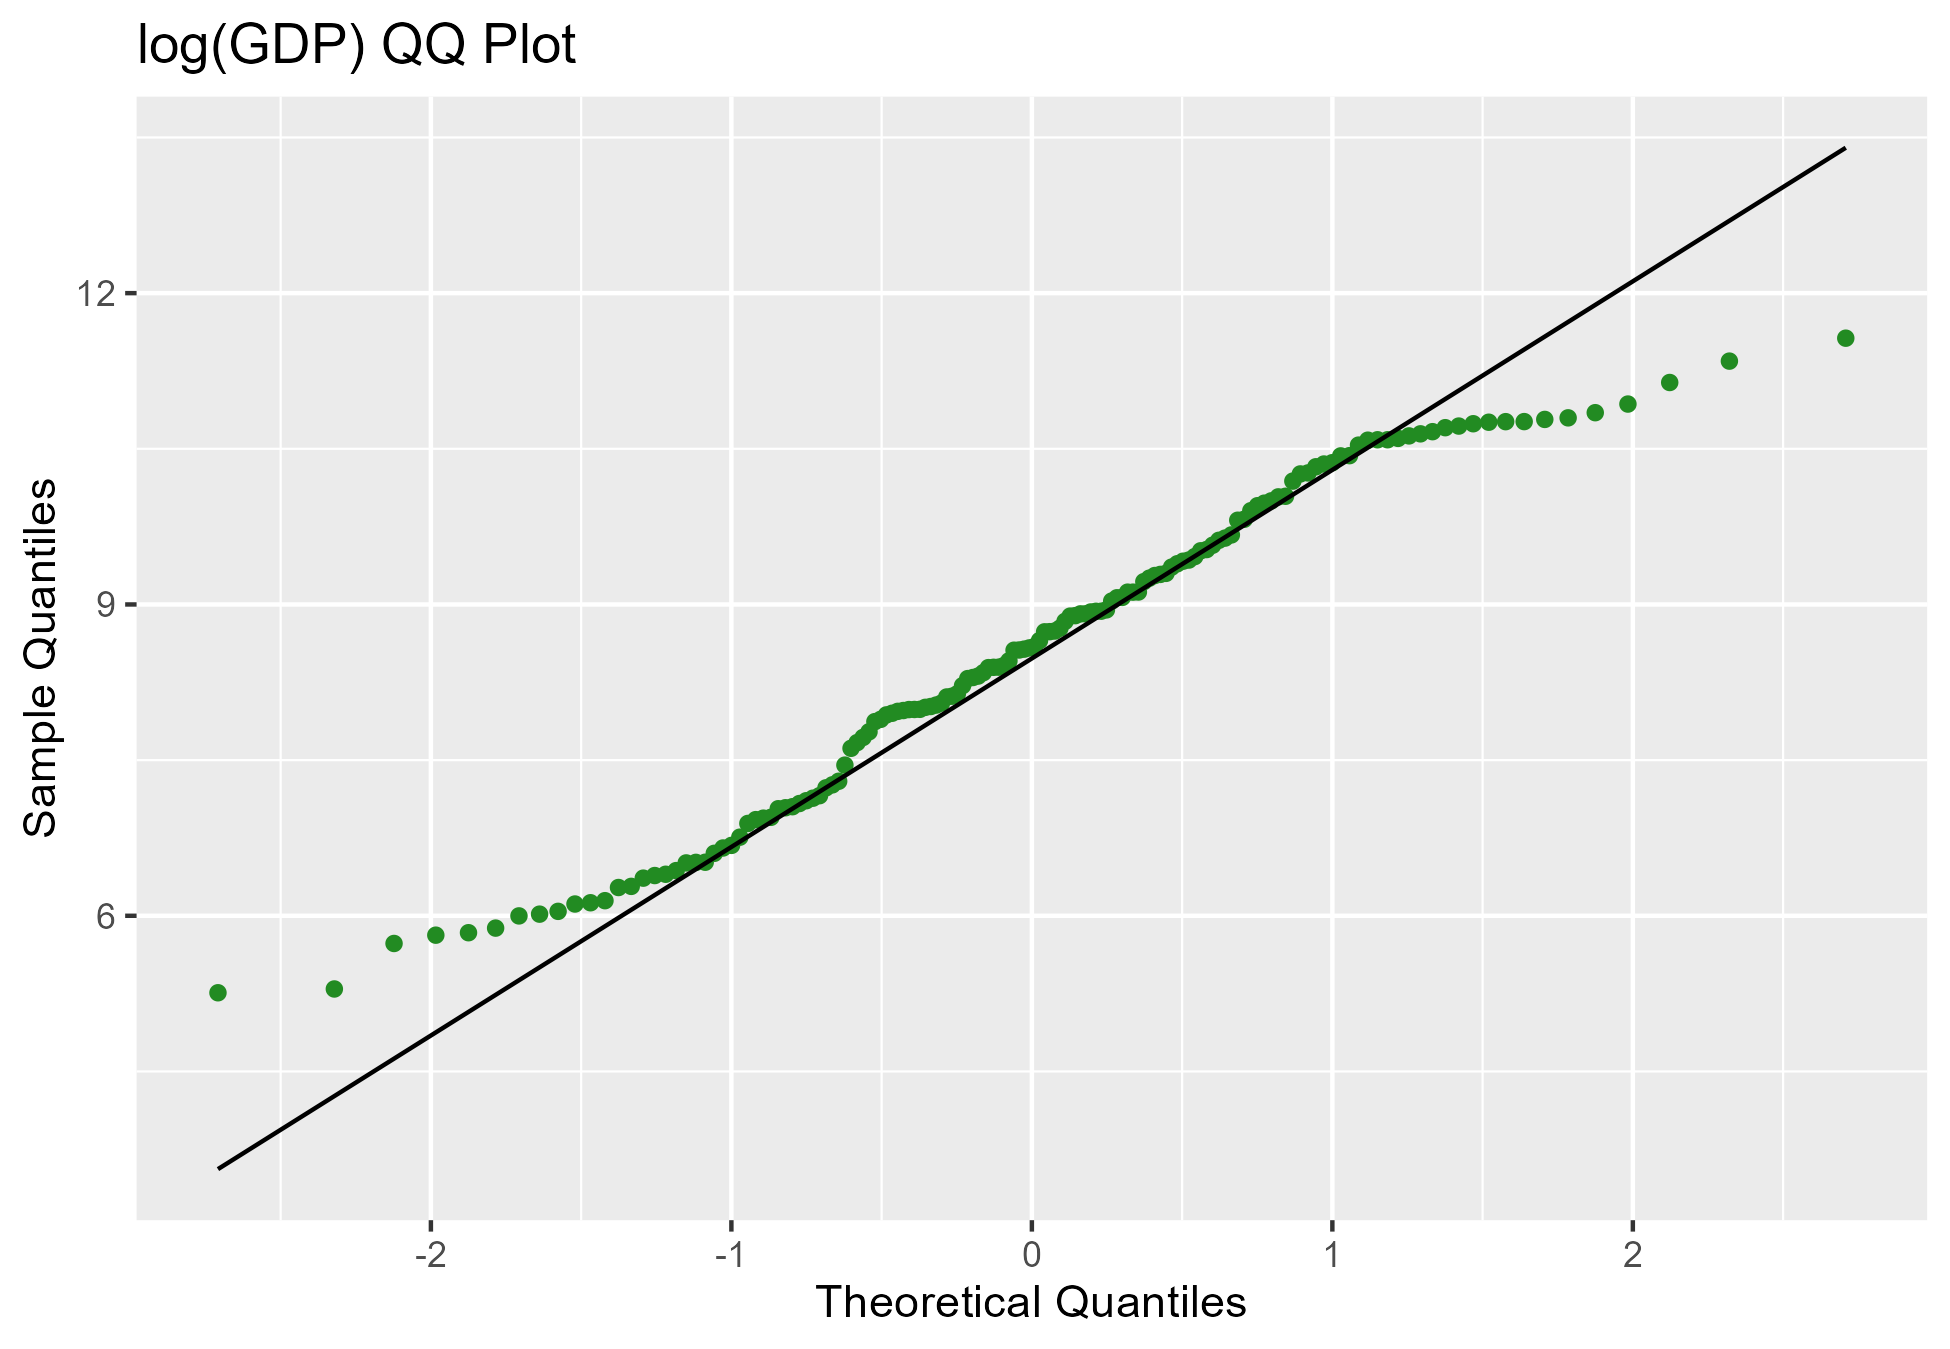 log(GDP) QQ Plot
12
9
6
Sample Quantiles
-2 -1 0 1 2
Theoretical Quantiles